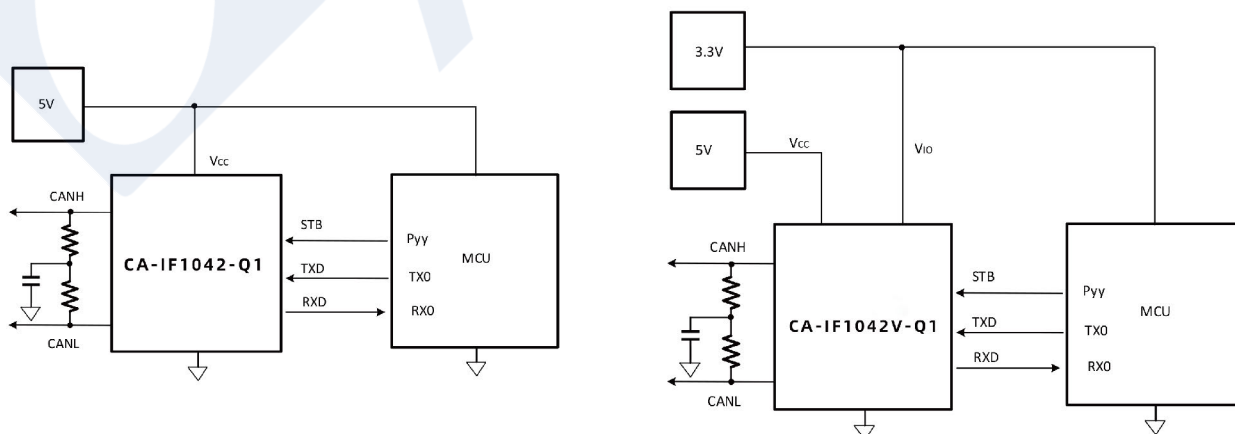 5V
VCC
CANH
STB
Pyy
CA-IF1042-Q1
MCU
TXD
TX0
RXD
RX0
CANL
3.3V
5V
VCC
VIO
CANH
STB
Pyy
CA-IF1042V-Q1
MCU
TXD
TX0
RXD
RX0
CANL